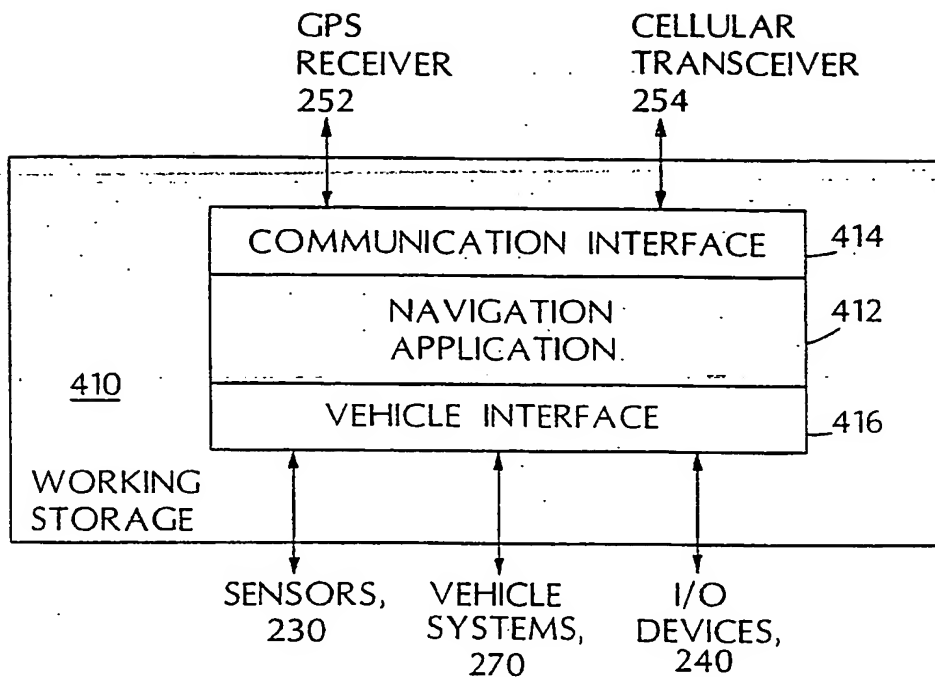 GPS
RECEIVER
252
CELLULAR
TRANSCEIVER
254
COMMUNICATION INTERFACE
414
NAVIGATION
APPLICATION
412
VEHICLE INTERFACE
416
410
WORKING
STORAGE
SENSORS,
230
VEHICLE
SYSTEMS,
270
I/O
DEVICES,
240